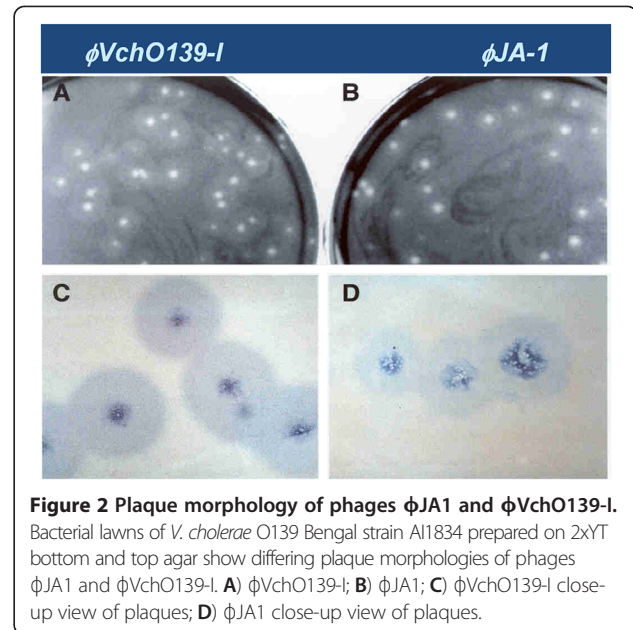 ϕVchO139-I ϕJA-1
A B
C D
Figure 2 Plaque morphology of phages ϕJA1 and ϕVchO139-I.
Bacterial lawns of V. cholerae O139 Bengal strain AI1834 prepared on 2xYT
bottom and top agar show differing plaque morphologies of phages
ϕJA1 and ϕVchO139-I. A) ϕVchO139-I; B) ϕJA1; C) ϕVchO139-I close-
up view of plaques; D) ϕJA1 close-up view of plaques.